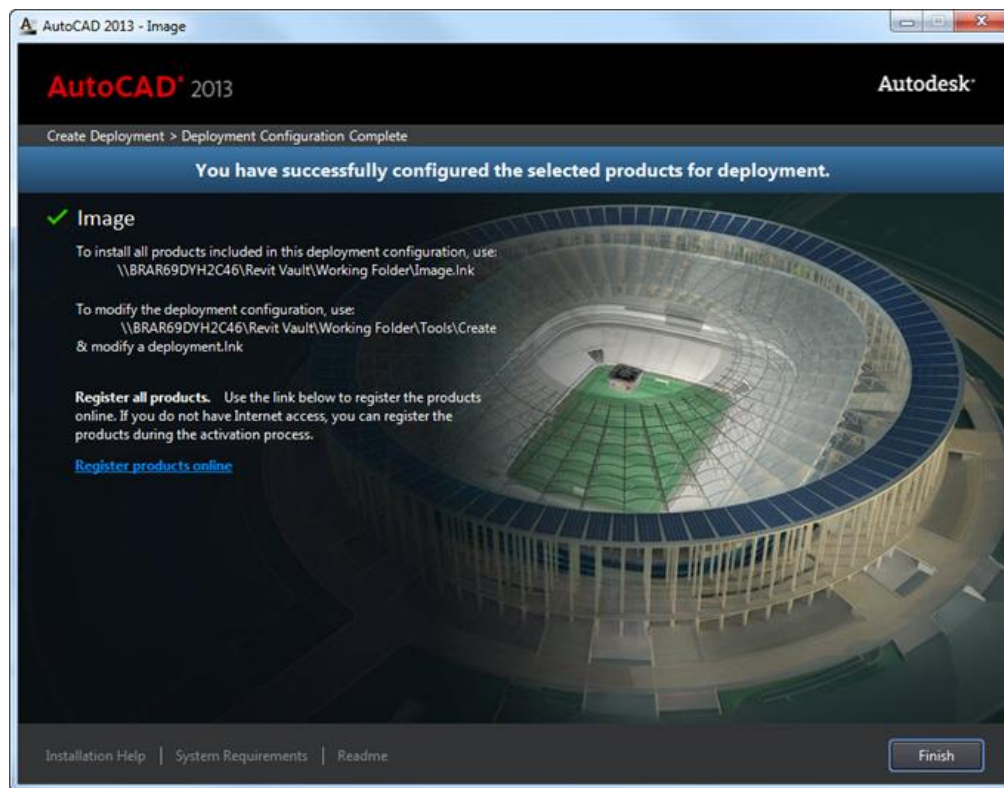 AutoCAD 2013 - Image
AutoCAD® 2013
Autodesk®
Create Deployment > Deployment Configuration Complete
You have successfully configured the selected products for deployment.
Image
To install all products included in this deployment configuration, use:
\\BRAR69DYH2C46\Revit Vault\Working Folder\Image.lnk
To modify the deployment configuration, use:
\\BRAR69DYH2C46\Revit Vault\Working Folder\Tools\Create
& modify a deployment.lnk
Register all products. Use the link below to register the products
online. If you do not have Internet access, you can register the
products during the activation process.
Register products online
Installation Help | System Requirements | Readme
Finish